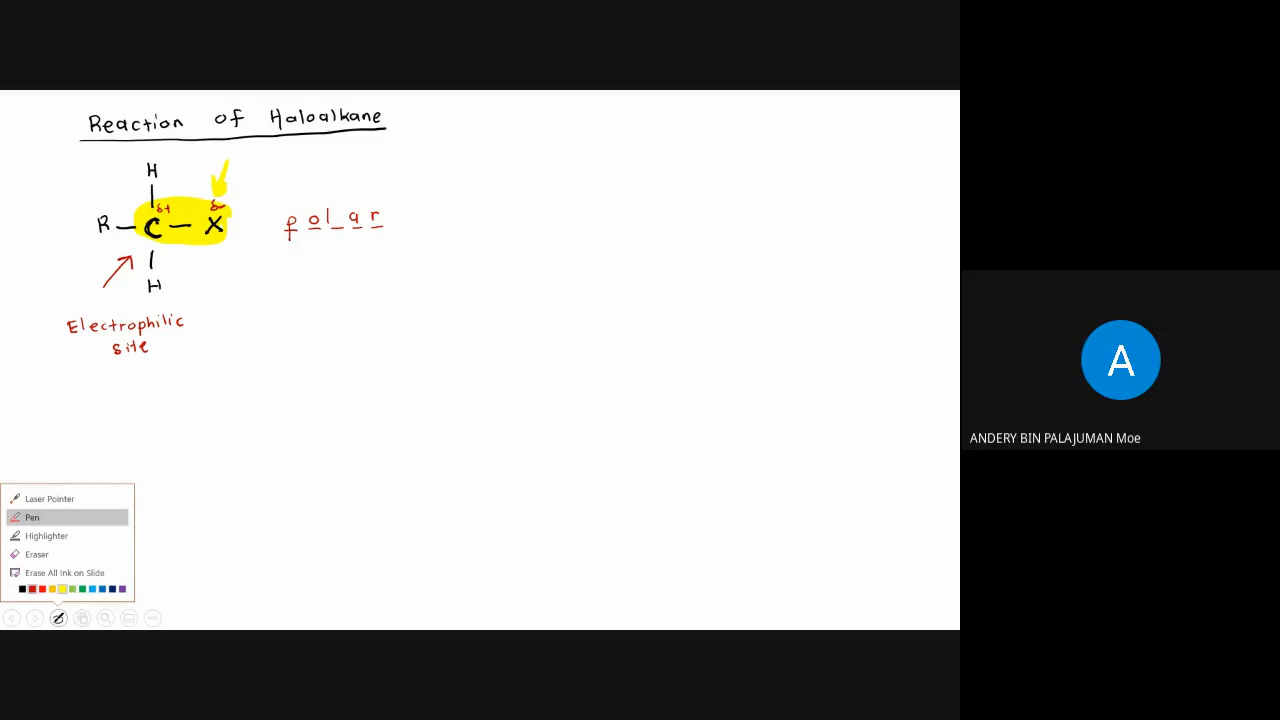 Reaction of Haloalkane
H
δ+ δ-
R - C - X
polar
H
Electrophilic
site
A
ANDERY BIN PALAJUMAN Moe
Laser Pointer
Pen
Highlighter
Eraser
Erase All Ink on Slide